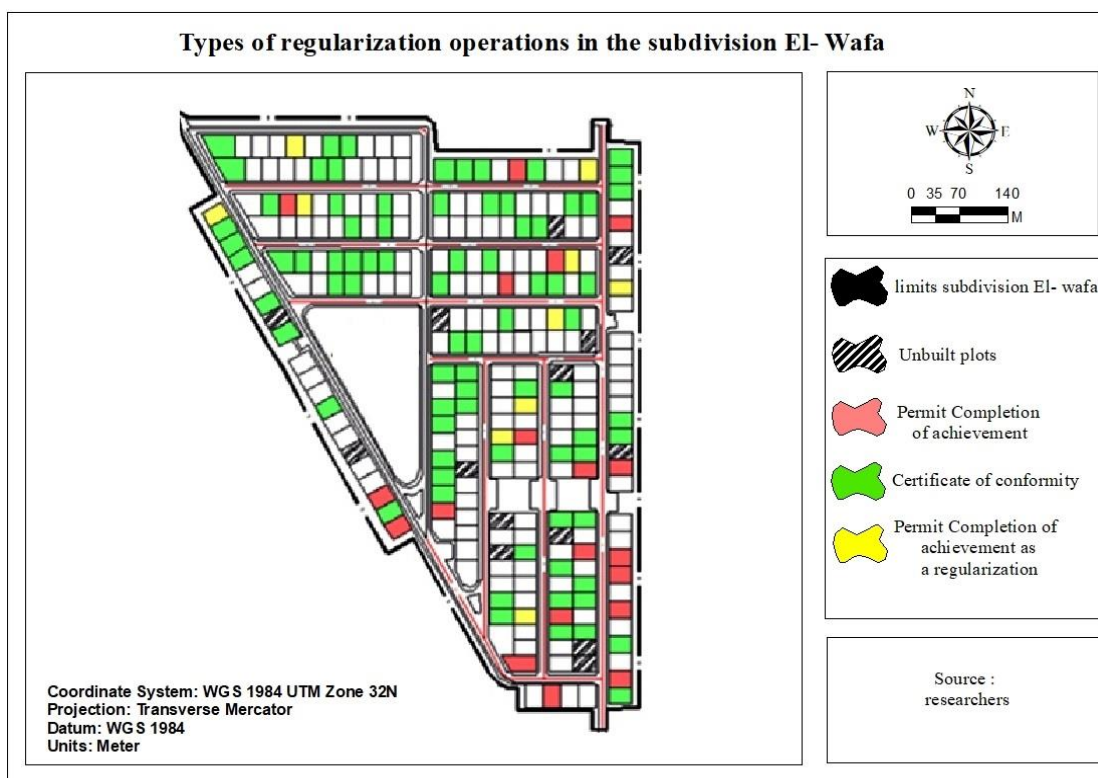 Types of regularization operations in the subdivision El- Wafa
N
W E
S
0 35 70 140
M
limits subdivision El- wafa
Unbuilt plots
Permit Completion
of achievement
Certificate of conformity
Permit Completion of
achievement as
a regularization
Source :
researchers
Coordinate System: WGS 1984 UTM Zone 32N
Projection: Transverse Mercator
Datum: WGS 1984
Units: Meter